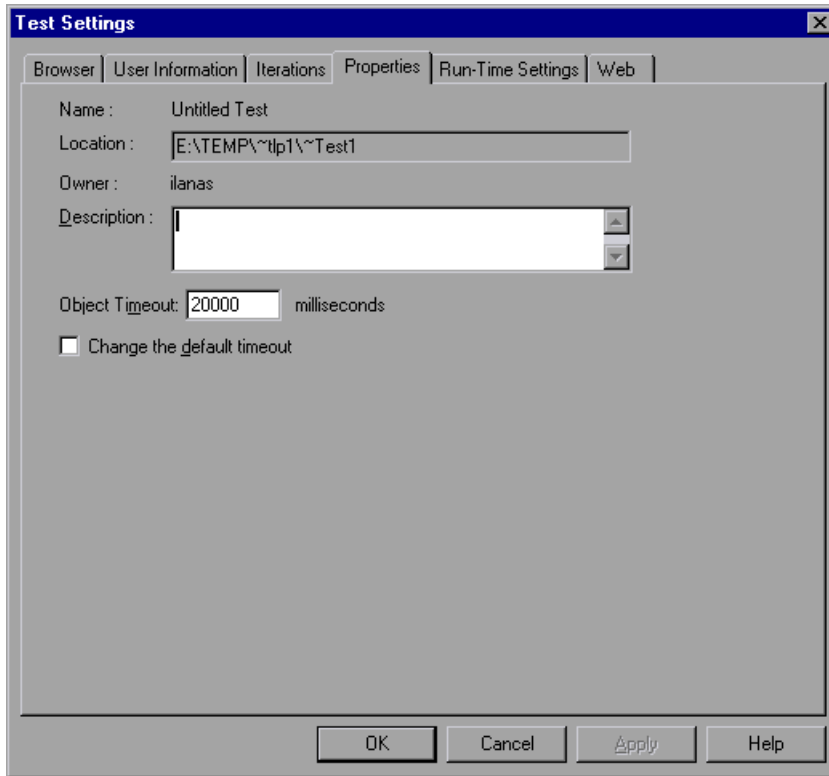 Test Settings
Browser User Information Iterations Properties Run-Time Settings Web
Name : Untitled Test
Location : E:\TEMP\~tlp1\~Test1
Owner : ilanas
Description :
Object Timeout: 20000 milliseconds
Change the default timeout
OK Cancel Apply Help